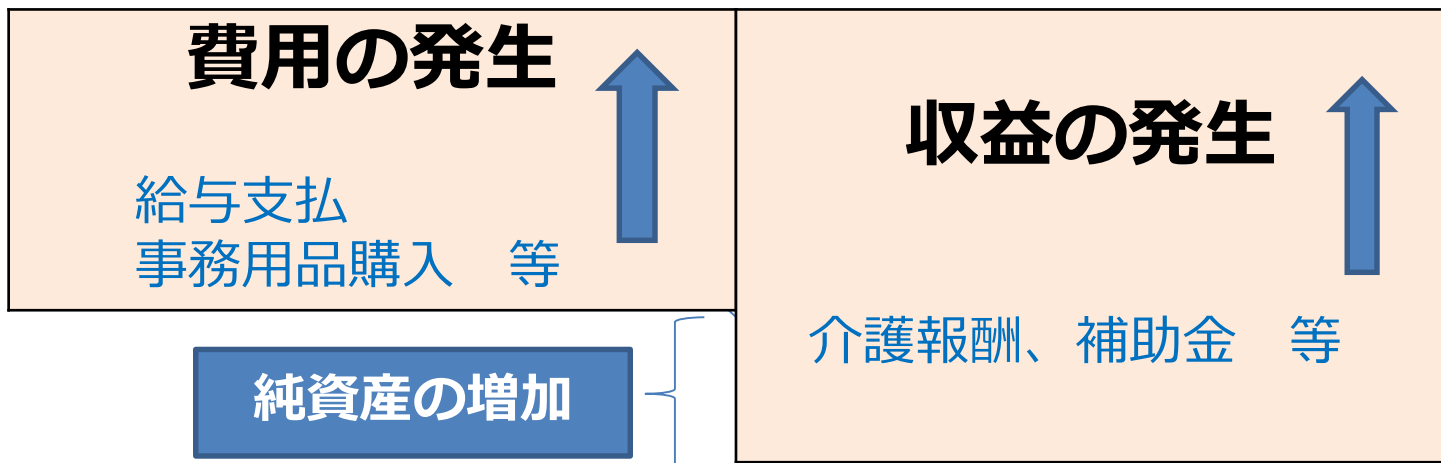 費用の発生
給与支払
事務用品購入　等
収益の発生
介護報酬、補助金　等
純資産の増加